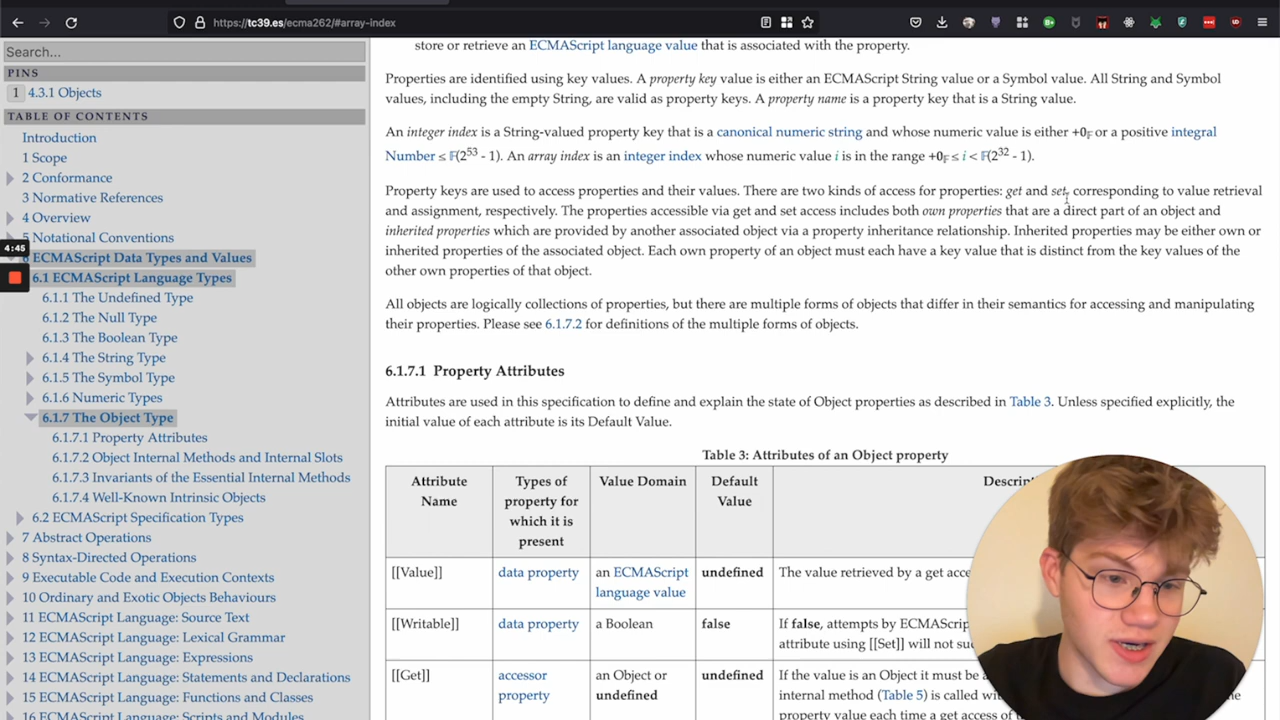 https://tc39.es/ecma262/#array-index
Search...
PINS
1 4.3.1 Objects
TABLE OF CONTENTS
Introduction
1 Scope
2 Conformance
3 Normative References
4 Overview
5 Notational Conventions
4:45
6 ECMAScript Data Types and Values
6.1 ECMAScript Language Types
6.1.1 The Undefined Type
6.1.2 The Null Type
6.1.3 The Boolean Type
6.1.4 The String Type
6.1.5 The Symbol Type
6.1.6 Numeric Types
6.1.7 The Object Type
6.1.7.1 Property Attributes
6.1.7.2 Object Internal Methods and Internal Slots
6.1.7.3 Invariants of the Essential Internal Methods
6.1.7.4 Well-Known Intrinsic Objects
6.2 ECMAScript Specification Types
7 Abstract Operations
8 Syntax-Directed Operations
9 Executable Code and Execution Contexts
10 Ordinary and Exotic Objects Behaviours
11 ECMAScript Language: Source Text
12 ECMAScript Language: Lexical Grammar
13 ECMAScript Language: Expressions
14 ECMAScript Language: Statements and Declarations
15 ECMAScript Language: Functions and Classes
16 ECMAScript Language: Scripts and Modules
store or retrieve an ECMAScript language value that is associated with the property.
Properties are identified using key values. A property key value is either an ECMAScript String value or a Symbol value. All String and Symbol
values, including the empty String, are valid as property keys. A property name is a property key that is a String value.
An integer index is a String-valued property key that is a canonical numeric string and whose numeric value is either +0𝔽 or a positive integral
Number ≤ 𝔽(2⁵³ - 1). An array index is an integer index whose numeric value i is in the range +0𝔽 ≤ i < 𝔽(2³² - 1).
Property keys are used to access properties and their values. There are two kinds of access for properties: get and set, corresponding to value retrieval
and assignment, respectively. The properties accessible via get and set access includes both own properties that are a direct part of an object and
inherited properties which are provided by another associated object via a property inheritance relationship. Inherited properties may be either own or
inherited properties of the associated object. Each own property of an object must each have a key value that is distinct from the key values of the
other own properties of that object.
All objects are logically collections of properties, but there are multiple forms of objects that differ in their semantics for accessing and manipulating
their properties. Please see 6.1.7.2 for definitions of the multiple forms of objects.
6.1.7.1 Property Attributes
Attributes are used in this specification to define and explain the state of Object properties as described in Table 3. Unless specified explicitly, the
initial value of each attribute is its Default Value.
Table 3: Attributes of an Object property
Attribute
Name
Types of
property for
which it is
present
Value Domain
Default
Value
[[Value]]
data property
an ECMAScript
language value
undefined
The value retrieved by a get
[[Writable]]
data property
a Boolean
false
If false, attempts by
attribute using [[Set]] will not
[[Get]]
accessor
property
an Object or
undefined
undefined
If the value is an Object it must be
internal method (Table 5) is called
property value each time a get access of